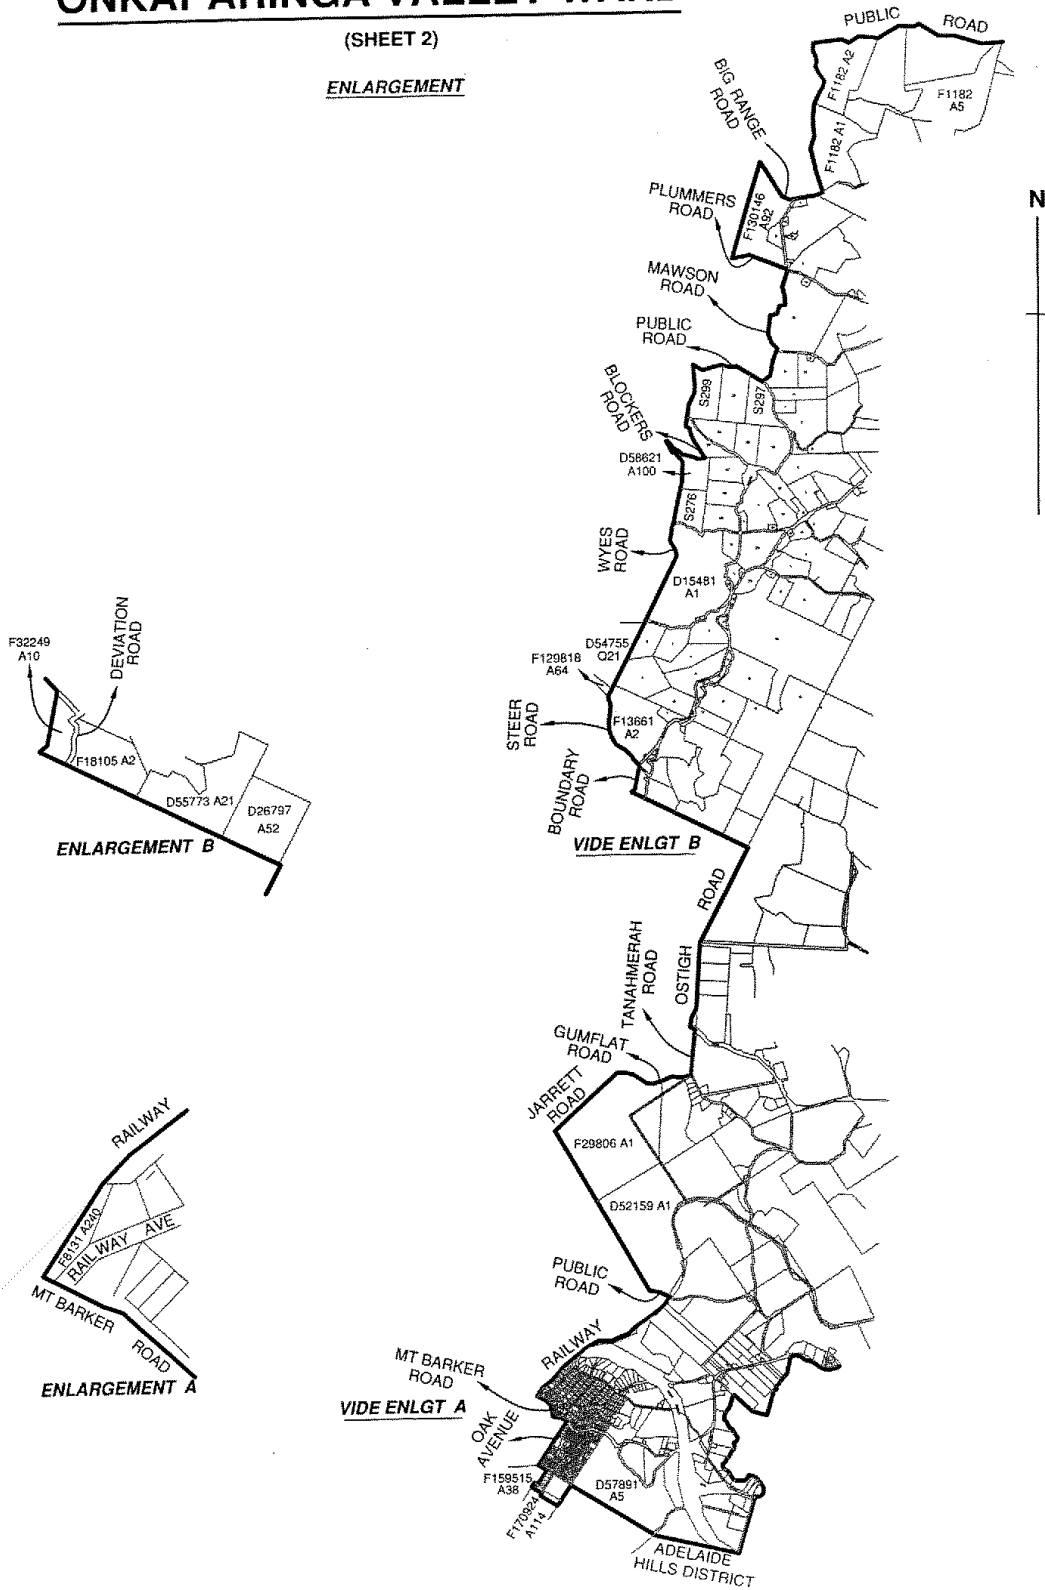 (SHEET 2)
ENLARGEMENT
PUBLIC ROAD
F1182 A2
F1182
A5
F1182 A1
BIG RANGE
ROAD
N
PLUMMERS
ROAD
F130146
A92
MAWSON
ROAD
PUBLIC
ROAD
S299
S297
BLOCKERS
ROAD
D58621
A100
S276
WYES
ROAD
D15481
A1
D54755
Q21
F129818
A64
STEER
ROAD
F13661
A2
BOUNDARY
ROAD
VIDE ENLGT B
F32249
A10
DEVIATION
ROAD
F18105 A2
D55773 A21
D26797
A52
ENLARGEMENT B
OSTIGH ROAD
TANAHMERAH
ROAD
GUMFLAT
ROAD
JARRETT
ROAD
F29806 A1
D52159 A1
PUBLIC
ROAD
RAILWAY
F8131 A240
RAILWAY AVE
MT BARKER ROAD
ENLARGEMENT A
RAILWAY
MT BARKER
ROAD
VIDE ENLGT A
OAK
AVENUE
F159515
A38
F170924
A114
D57891
A5
ADELAIDE
HILLS DISTRICT